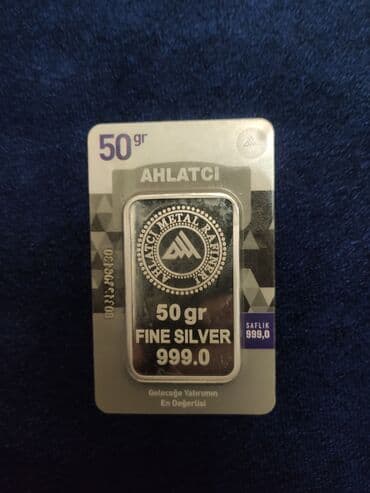 50gr
AHLATCI
AHLATCI METAL RAFİNERİ
50 gr
FINE SILVER
999.0
SAFLIK
999,0
Geleceğe Yatırımın
En Değerlisi